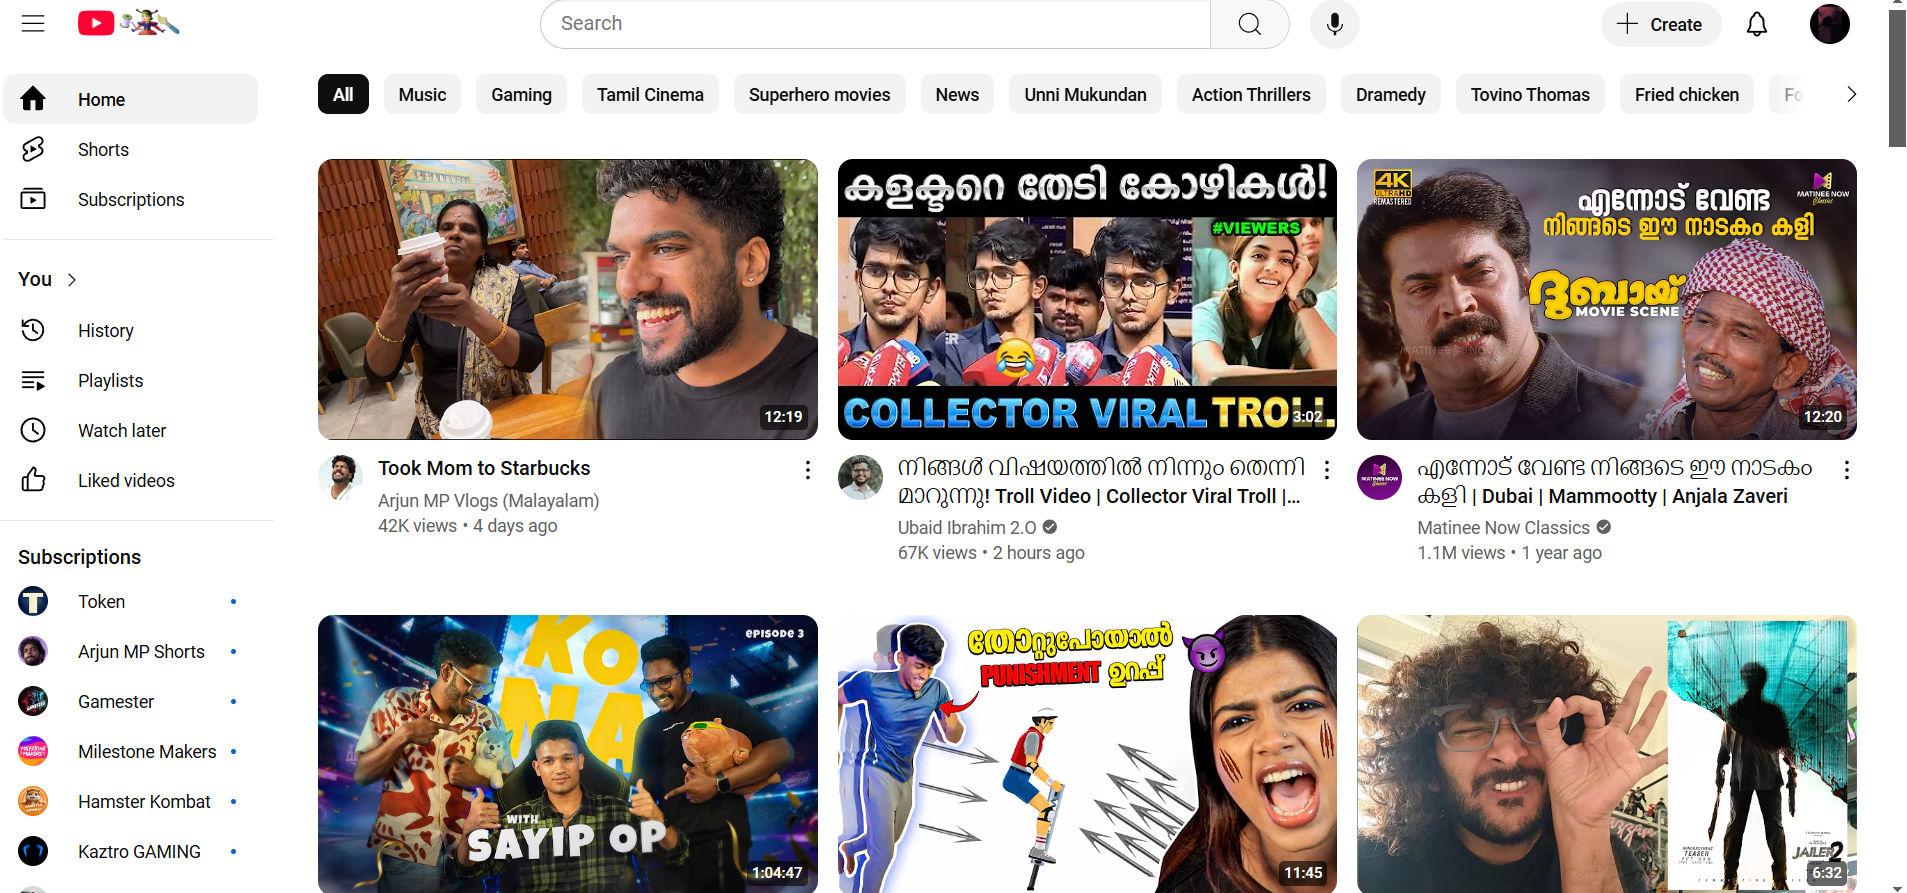 Search
Create
Home
Shorts
Subscriptions
You
History
Playlists
Watch later
Liked videos
Subscriptions
Token
Arjun MP Shorts
Gamester
Milestone Makers
Hamster Kombat
Kaztro GAMING
All
Music
Gaming
Tamil Cinema
Superhero movies
News
Unni Mukundan
Action Thrillers
Dramedy
Tovino Thomas
Fried chicken
Fo
12:19
Took Mom to Starbucks
Arjun MP Vlogs (Malayalam)
42K views • 4 days ago
കളക്ടറെ തേടി കോഴികൾ!
#VIEWERS
COLLECTOR VIRAL TROLL
3:02
നിങ്ങൾ വിഷയത്തിൽ നിന്നും തെന്നി
മാറുന്നു! Troll Video | Collector Viral Troll |...
Ubaid Ibrahim 2.O
67K views • 2 hours ago
4K
ULTRA HD
REMASTERED
എന്നോട് വേണ്ട
നിങ്ങടെ ഈ നാടകം കളി
MATINEE NOW
Classics
ദുബായ്
MOVIE SCENE
12:20
എന്നോട് വേണ്ട നിങ്ങടെ ഈ നാടകം
കളി | Dubai | Mammootty | Anjala Zaveri
Matinee Now Classics
1.1M views • 1 year ago
EPISODE 3
KO
NA
WITH
SAYIP OP
1:04:47
തോറ്റുപോയാൽ
PUNISHMENT ഉറപ്പ്
11:45
JAILER 2
6:32